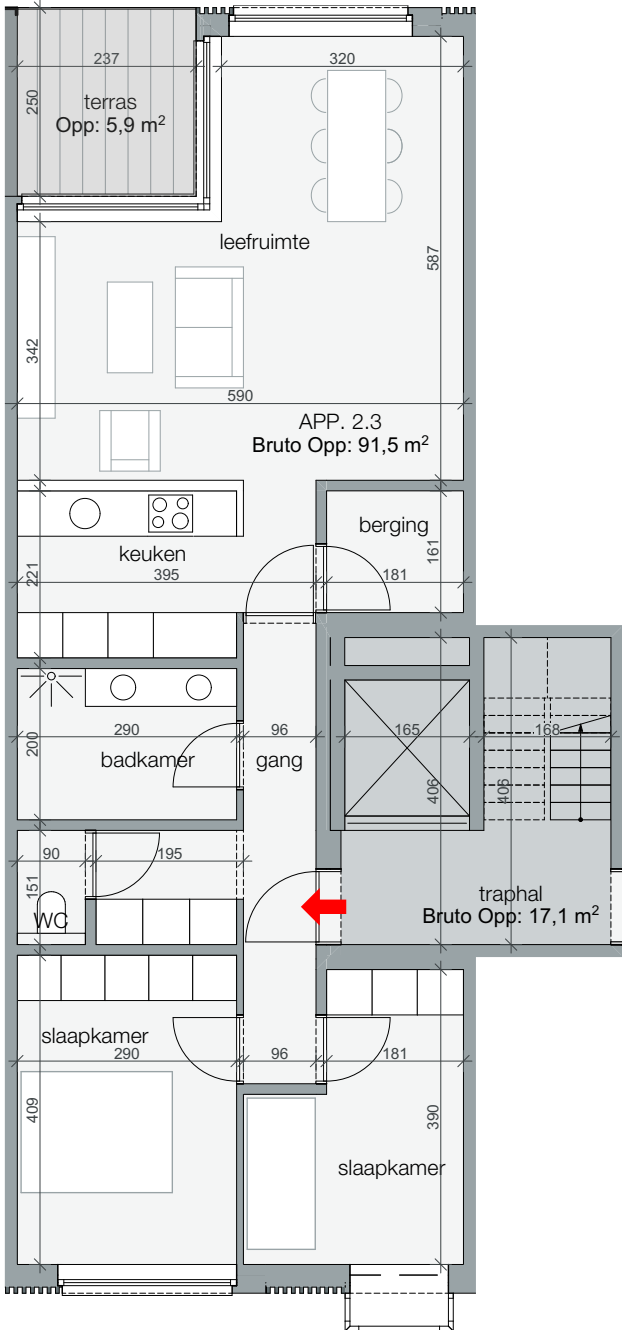 237
320
250
terras
Opp: 5,9 m²
leefruimte
587
342
590
APP. 2.3
Bruto Opp: 91,5 m²
berging
keuken
161
221
395
181
200
290
96
165
168
badkamer
gang
406
406
90
195
151
WC
traphal
Bruto Opp: 17,1 m²
slaapkamer
290
96
181
409
390
slaapkamer